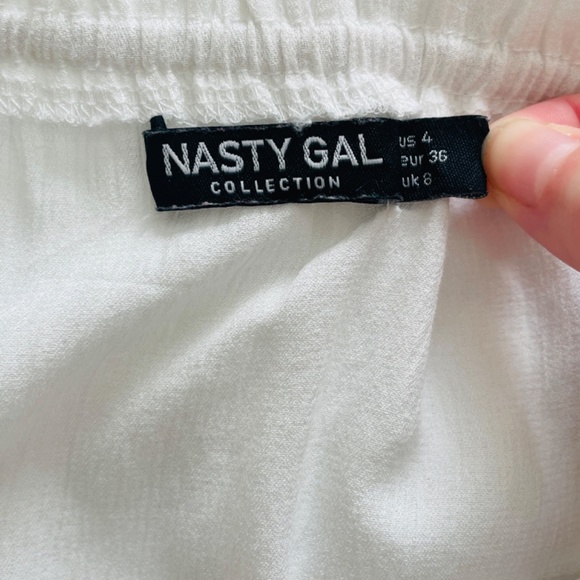 NASTY GAL
COLLECTION
us 4
eur 36
uk 8